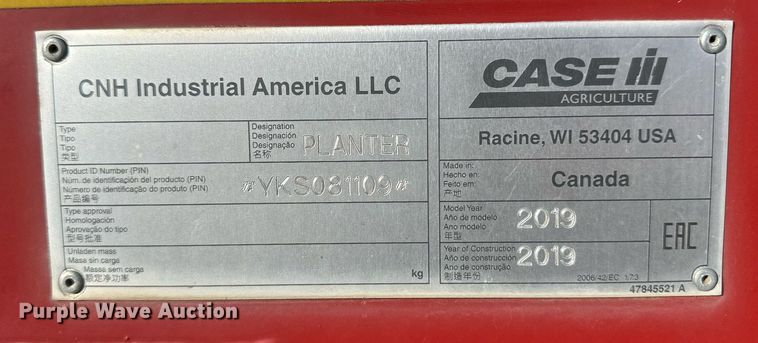 CNH Industrial America LLC
CASE IH
AGRICULTURE
Racine, WI 53404 USA
Type
Tipo
Tipo
类型
Designation
Designación
Designação
名称
PLANTER
Product ID Number (PIN)
Núm. de identificación del producto (PIN)
Número de identificação do produto (PIN)
产品编号
*YKS081109*
Made in:
Hecho en:
Feito em:
产地
Canada
Type approval
Homologación
Aprovação do tipo
型号批准
Model Year
Año de modelo
Ano de modelo
年型
2019
Unladen mass
Masa sin carga
Massa sem carga
额定净功率
kg
Year of Construction
Año de construcción
Ano de construção
制造年份
2019
EAC
2006/42/EC 1.7.3
47845521 A
Purple Wave Auction